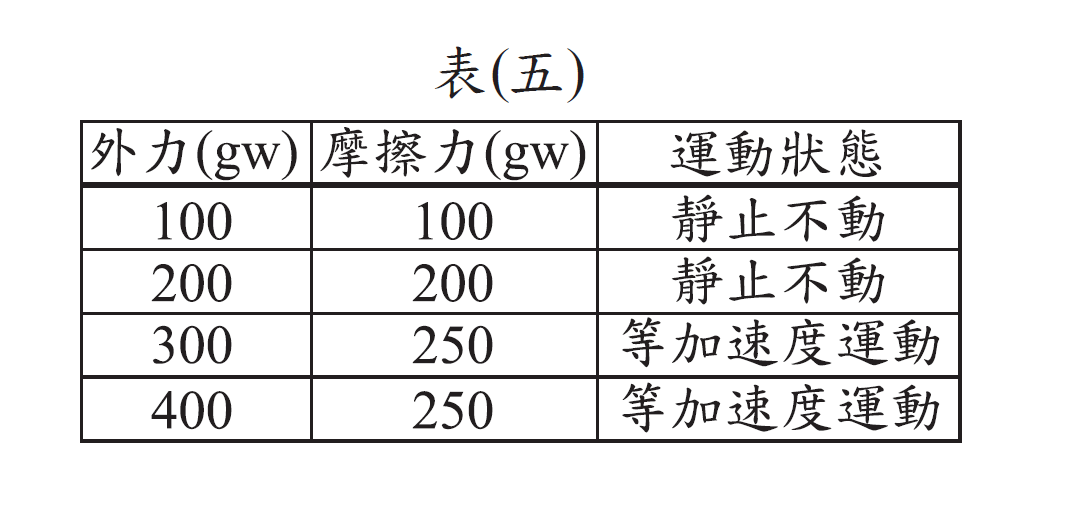 表(五)
外力(gw) 摩擦力(gw) 運動狀態
100 100 靜止不動
200 200 靜止不動
300 250 等加速度運動
400 250 等加速度運動